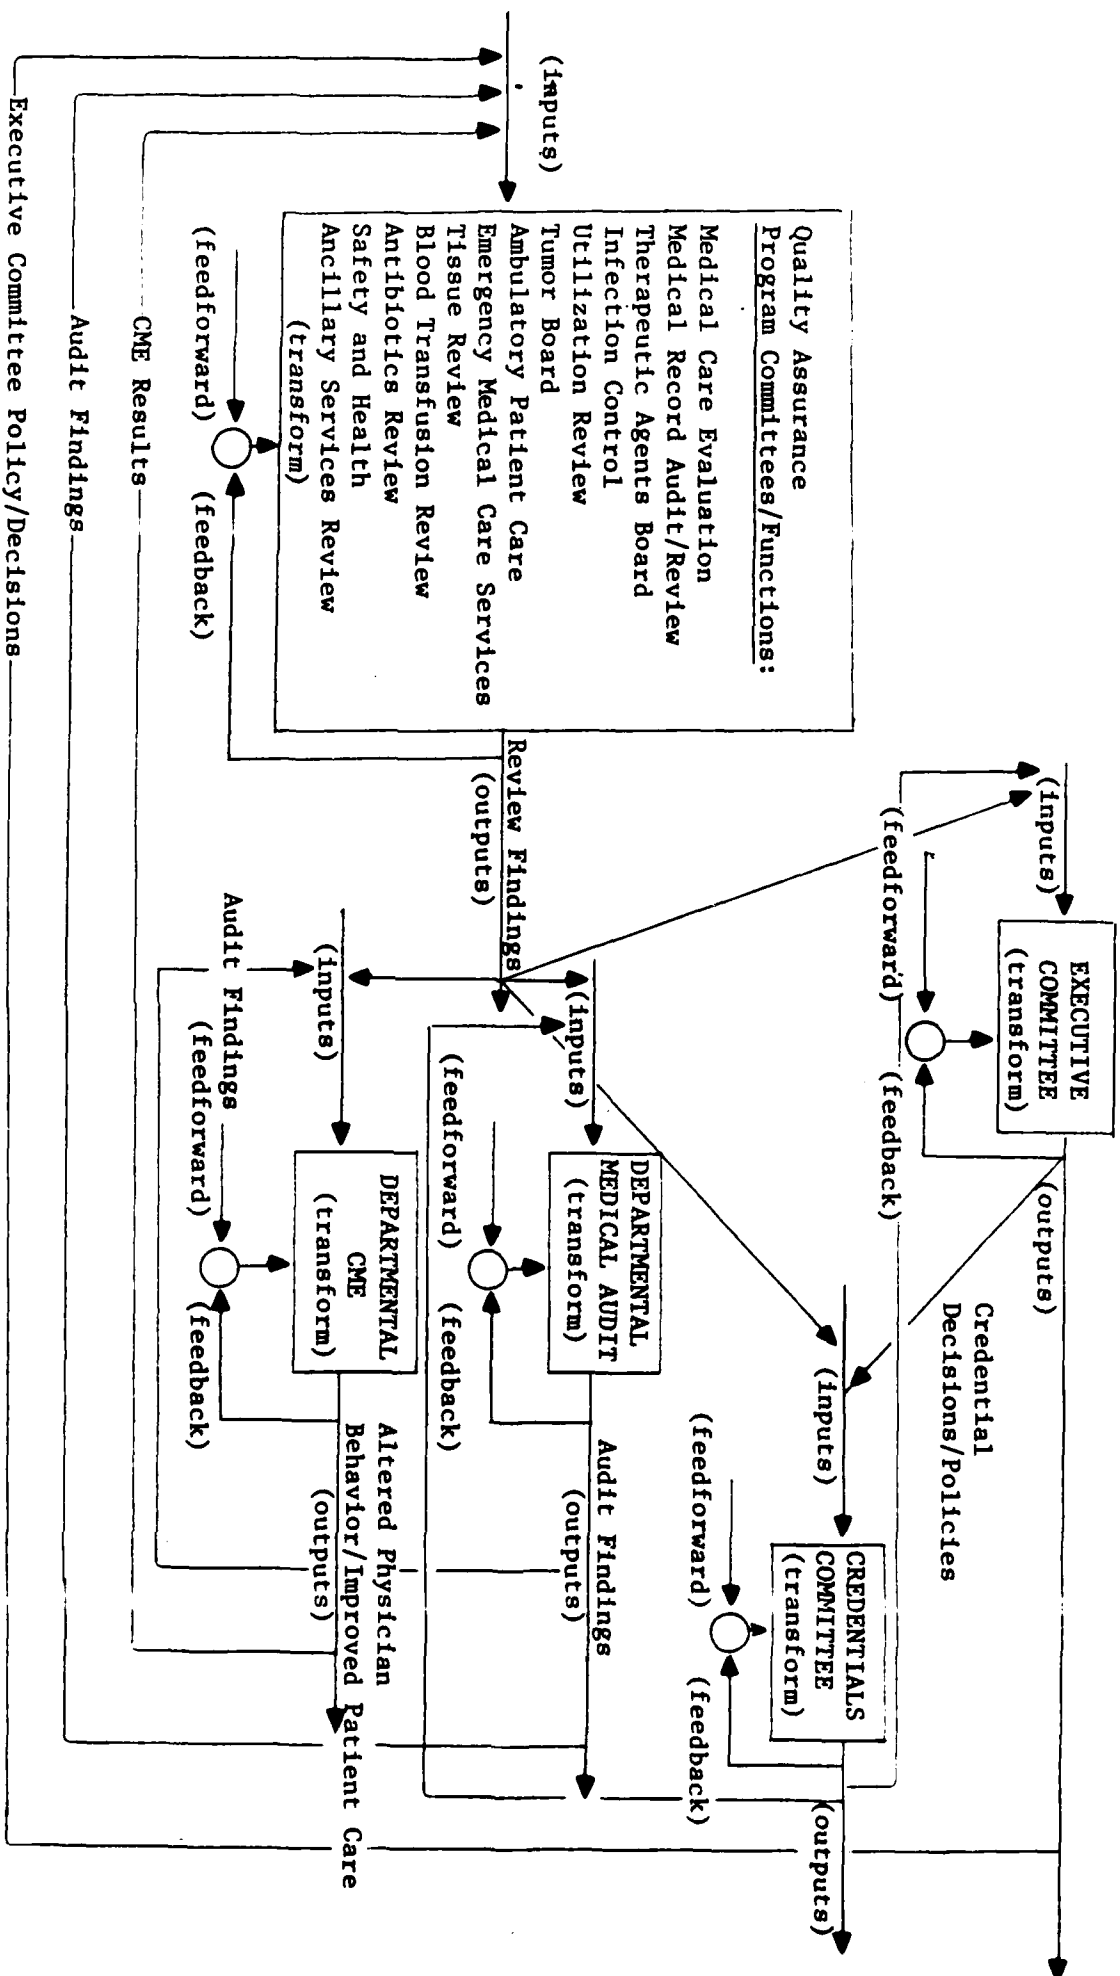 (inputs)
Quality Assurance
Program Committees/Functions:
Medical Care Evaluation
Medical Record Audit/Review
Therapeutic Agents Board
Infection Control
Utilization Review
Tumor Board
Ambulatory Patient Care
Emergency Medical Care Services
Tissue Review
Blood Transfusion Review
Antibiotics Review
Safety and Health
Ancillary Services Review
(transform)
(feedforward)
(feedback)
Review Findings
(outputs)
(inputs)
EXECUTIVE
COMMITTEE
(transform)
(feedforward)
(feedback)
(outputs)
Credential
Decisions/Policies
(inputs)
CREDENTIALS
COMMITTEE
(transform)
(feedforward)
(feedback)
(outputs)
(inputs)
DEPARTMENTAL
MEDICAL AUDIT
(transform)
(feedforward)
(feedback)
Audit Findings
(outputs)
(inputs)
DEPARTMENTAL
CME
(transform)
Audit Findings
(feedforward)
(feedback)
Altered Physician
Behavior/Improved Patient Care
(outputs)
CME Results
Audit Findings
Executive Committee Policy/Decisions